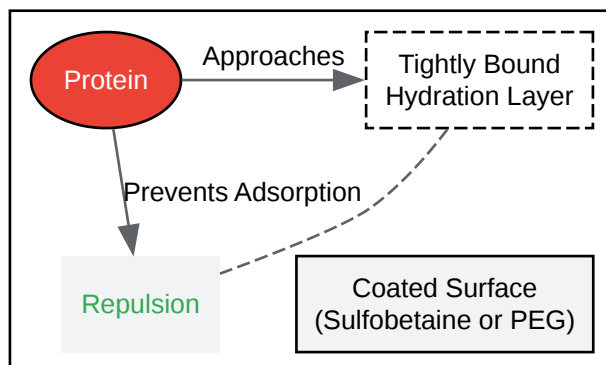 Approaches
Protein
Tightly Bound
Hydration Layer
Prevents Adsorption
Repulsion
Coated Surface
(Sulfobetaine or PEG)